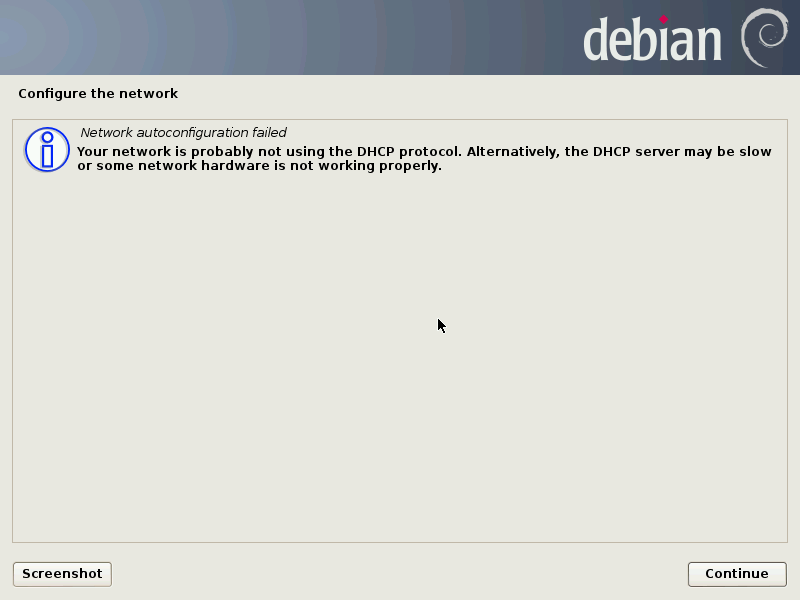 debian
Configure the network
Network autoconfiguration failed
Your network is probably not using the DHCP protocol. Alternatively, the DHCP server may be slow
or some network hardware is not working properly.
Screenshot
Continue